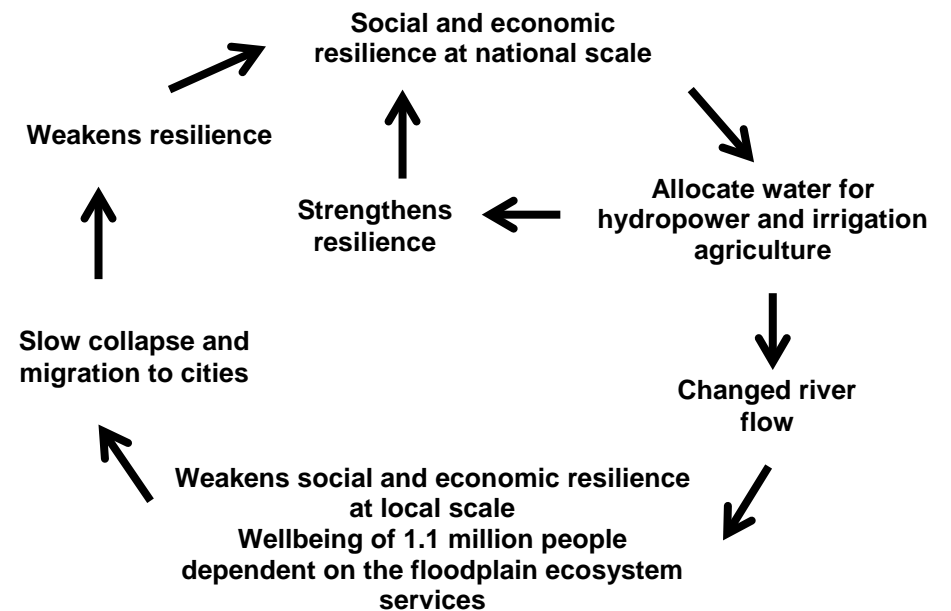 Social and economic
resilience at national scale
Weakens resilience
Strengthens
resilience
Allocate water for
hydropower and irrigation
agriculture
Slow collapse and
migration to cities
Changed river
flow
Weakens social and economic resilience
at local scale
Wellbeing of 1.1 million people
dependent on the floodplain ecosystem
services